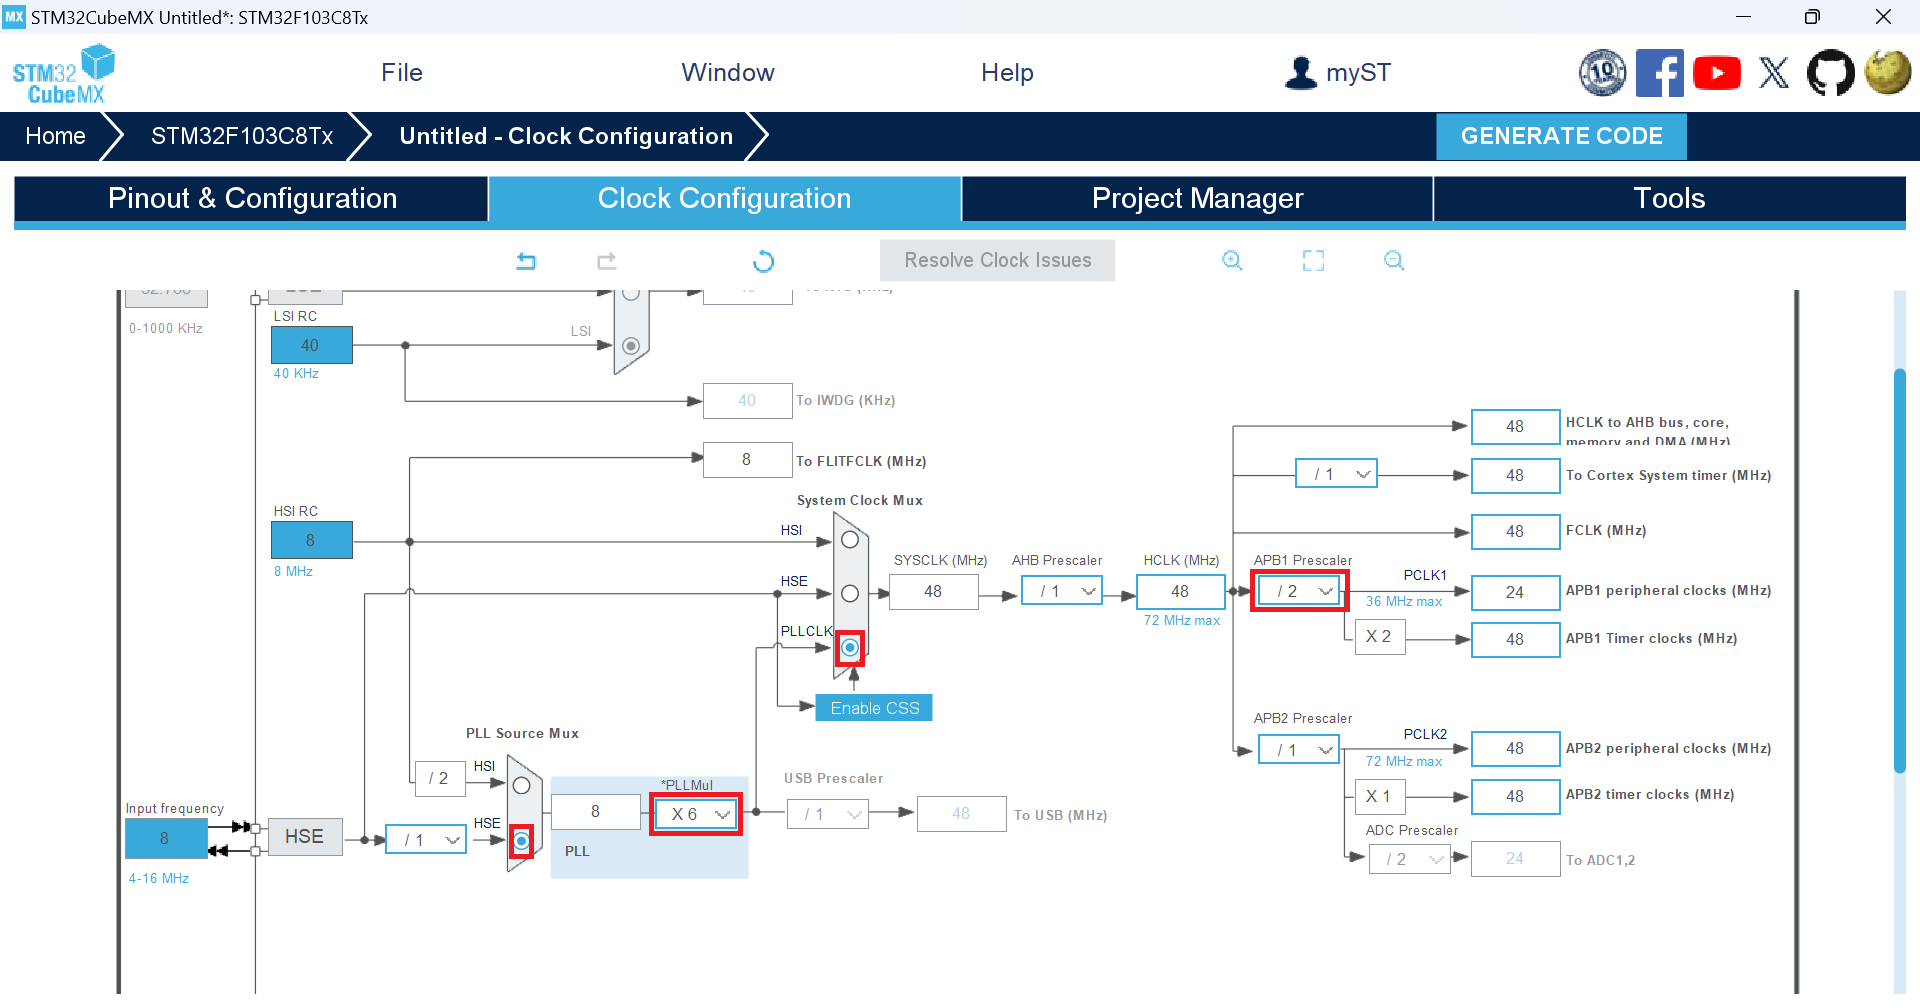 MX STM32CubeMX Untitled*: STM32F103C8Tx
STM32
CubeMX
File
Window
Help
myST
10
Home
STM32F103C8Tx
Untitled - Clock Configuration
GENERATE CODE
Pinout & Configuration
Clock Configuration
Project Manager
Tools
Resolve Clock Issues
0-1000 KHz
LSI RC
40
40 KHz
LSI
40
To IWDG (KHz)
8
To FLITFCLK (MHz)
HSI RC
8
8 MHz
System Clock Mux
HSI
HSE
PLLCLK
Enable CSS
SYSCLK (MHz)
48
AHB Prescaler
/ 1
HCLK (MHz)
48
72 MHz max
48
HCLK to AHB bus, core,
memory and DMA (MHz)
/ 1
48
To Cortex System timer (MHz)
48
FCLK (MHz)
APB1 Prescaler
/ 2
PCLK1
36 MHz max
24
APB1 peripheral clocks (MHz)
X 2
48
APB1 Timer clocks (MHz)
APB2 Prescaler
/ 1
PCLK2
72 MHz max
48
APB2 peripheral clocks (MHz)
X 1
48
APB2 timer clocks (MHz)
ADC Prescaler
/ 2
24
To ADC1,2
PLL Source Mux
/ 2
HSI
HSE
8
*PLLMul
X 6
PLL
USB Prescaler
/ 1
48
To USB (MHz)
Input frequency
8
4-16 MHz
HSE
/ 1